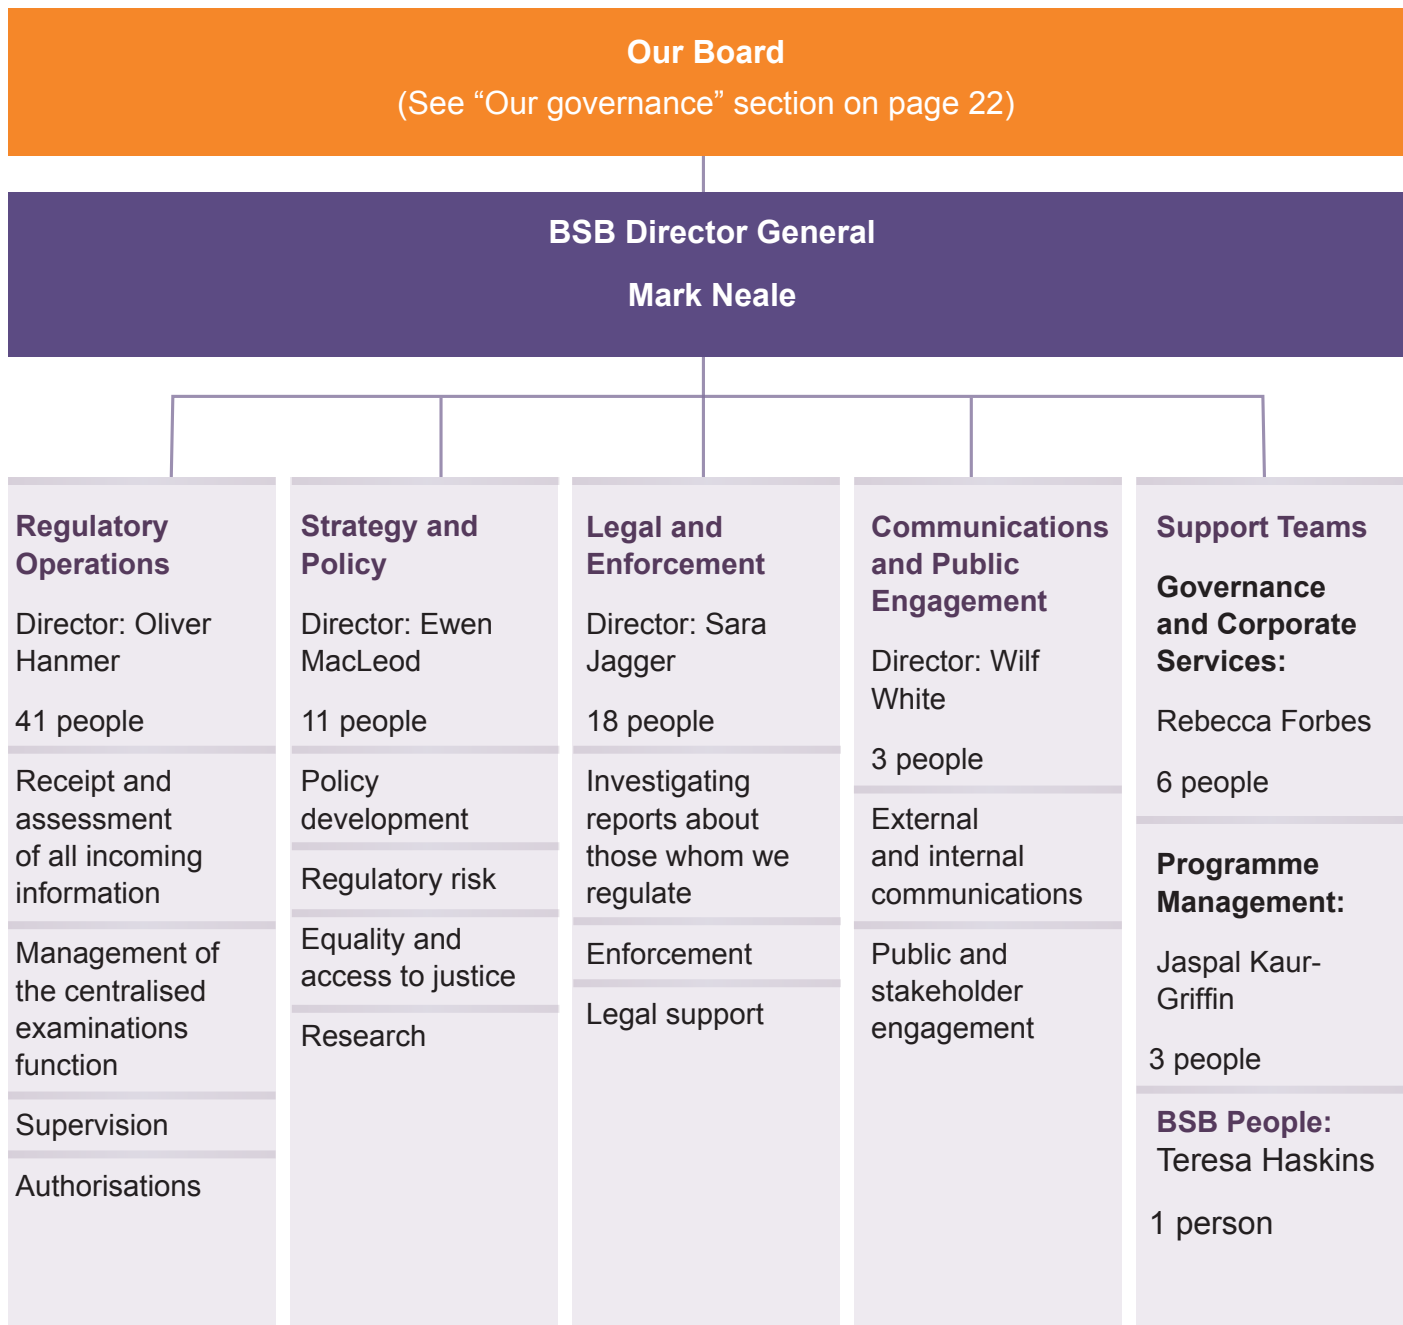 Our Board
(See “Our governance” section on page 22)
BSB Director General
Mark Neale
Regulatory
Operations
Director: Oliver
Hanmer
41 people
Receipt and
assessment
of all incoming
information
Management of
the centralised
examinations
function
Supervision
Authorisations
Strategy and
Policy
Director: Ewen
MacLeod
11 people
Policy
development
Regulatory risk
Equality and
access to justice
Research
Legal and
Enforcement
Director: Sara
Jagger
18 people
Investigating
reports about
those whom we
regulate
Enforcement
Legal support
Communications
and Public
Engagement
Director: Wilf
White
3 people
External
and internal
communications
Public and
stakeholder
engagement
Support Teams
Governance
and Corporate
Services:
Rebecca Forbes
6 people
Programme
Management:
Jaspal Kaur-
Griffin
3 people
BSB People:
Teresa Haskins
1 person